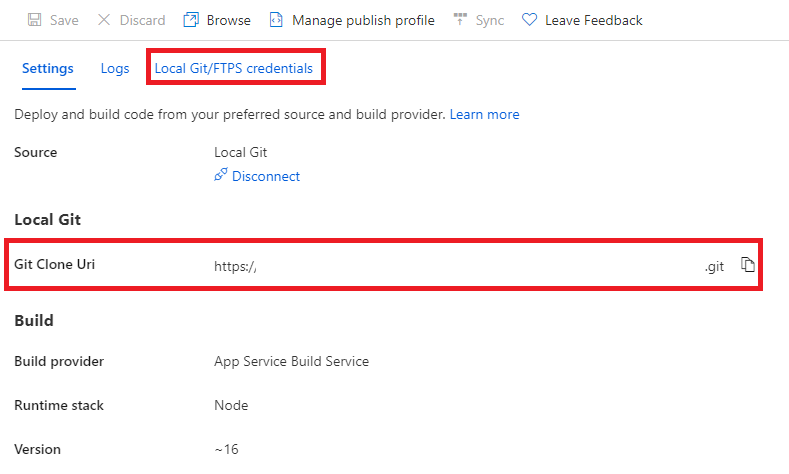 Save Discard Browse Manage publish profile Sync Leave Feedback
Settings Logs Local Git/FTPS credentials
Deploy and build code from your preferred source and build provider. Learn more
Source Local Git
Disconnect
Local Git
Git Clone Uri https:/, .git
Build
Build provider App Service Build Service
Runtime stack Node
Version ~16